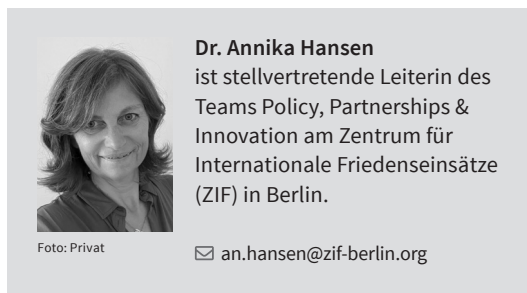 Dr. Annika Hansen
ist stellvertretende Leiterin des
Teams Policy, Partnerships &
Innovation am Zentrum für
Internationale Friedenseinsätze
(ZIF) in Berlin.
Foto: Privat
an.hansen@zif-berlin.org